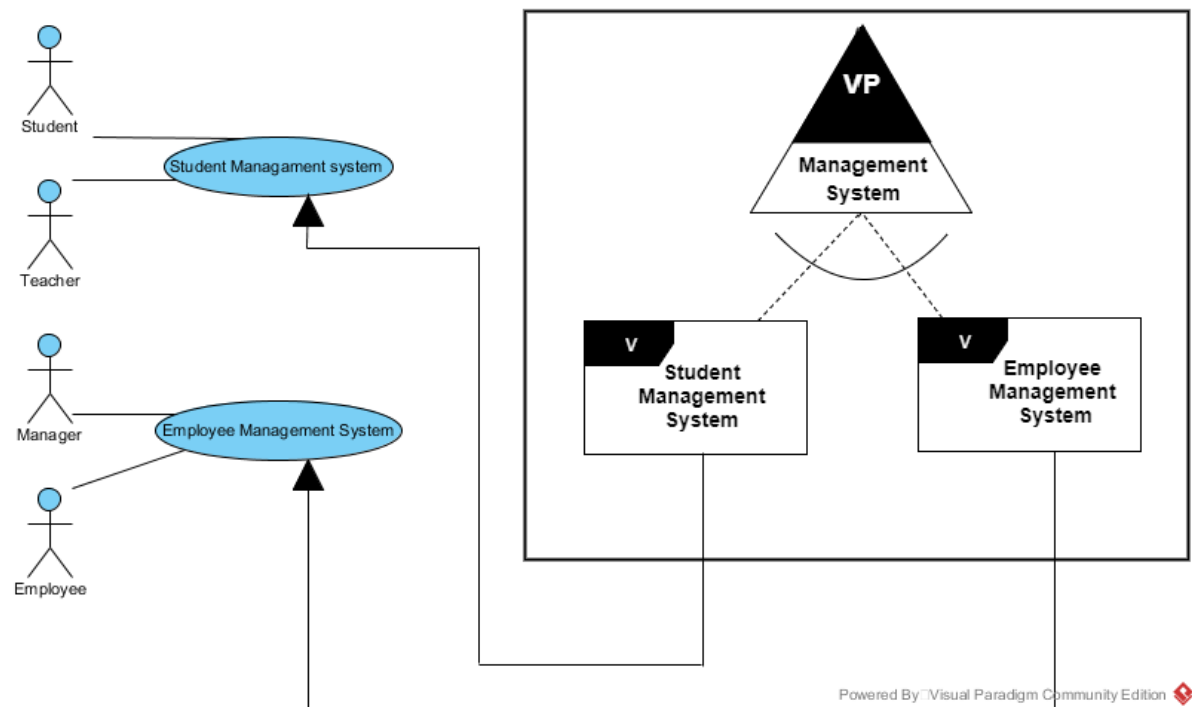 Student
Student Managament system
Teacher
Manager
Employee Management System
Employee
VP
Management
System
V
Student
Management
System
V
Employee
Management
System
Powered By Visual Paradigm Community Edition